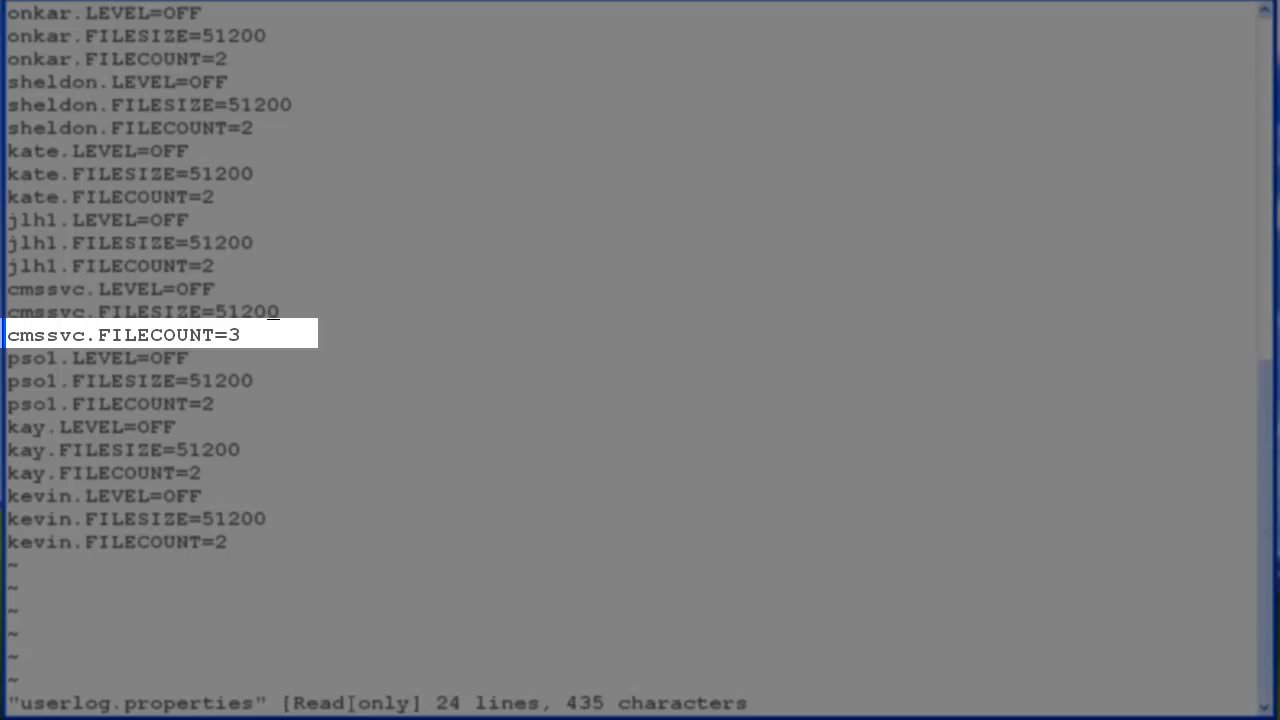 onkar.LEVEL=OFF
onkar.FILESIZE=51200
onkar.FILECOUNT=2
sheldon.LEVEL=OFF
sheldon.FILESIZE=51200
sheldon.FILECOUNT=2
kate.LEVEL=OFF
kate.FILESIZE=51200
kate.FILECOUNT=2
jlh1.LEVEL=OFF
jlh1.FILESIZE=51200
jlh1.FILECOUNT=2
cmssvc.LEVEL=OFF
cmssvc.FILESIZE=51200
cmssvc.FILECOUNT=3
pso1.LEVEL=OFF
pso1.FILESIZE=51200
pso1.FILECOUNT=2
kay.LEVEL=OFF
kay.FILESIZE=51200
kay.FILECOUNT=2
kevin.LEVEL=OFF
kevin.FILESIZE=51200
kevin.FILECOUNT=2
~
~
~
~
~
~
"userlog.properties" [Read only] 24 lines, 435 characters